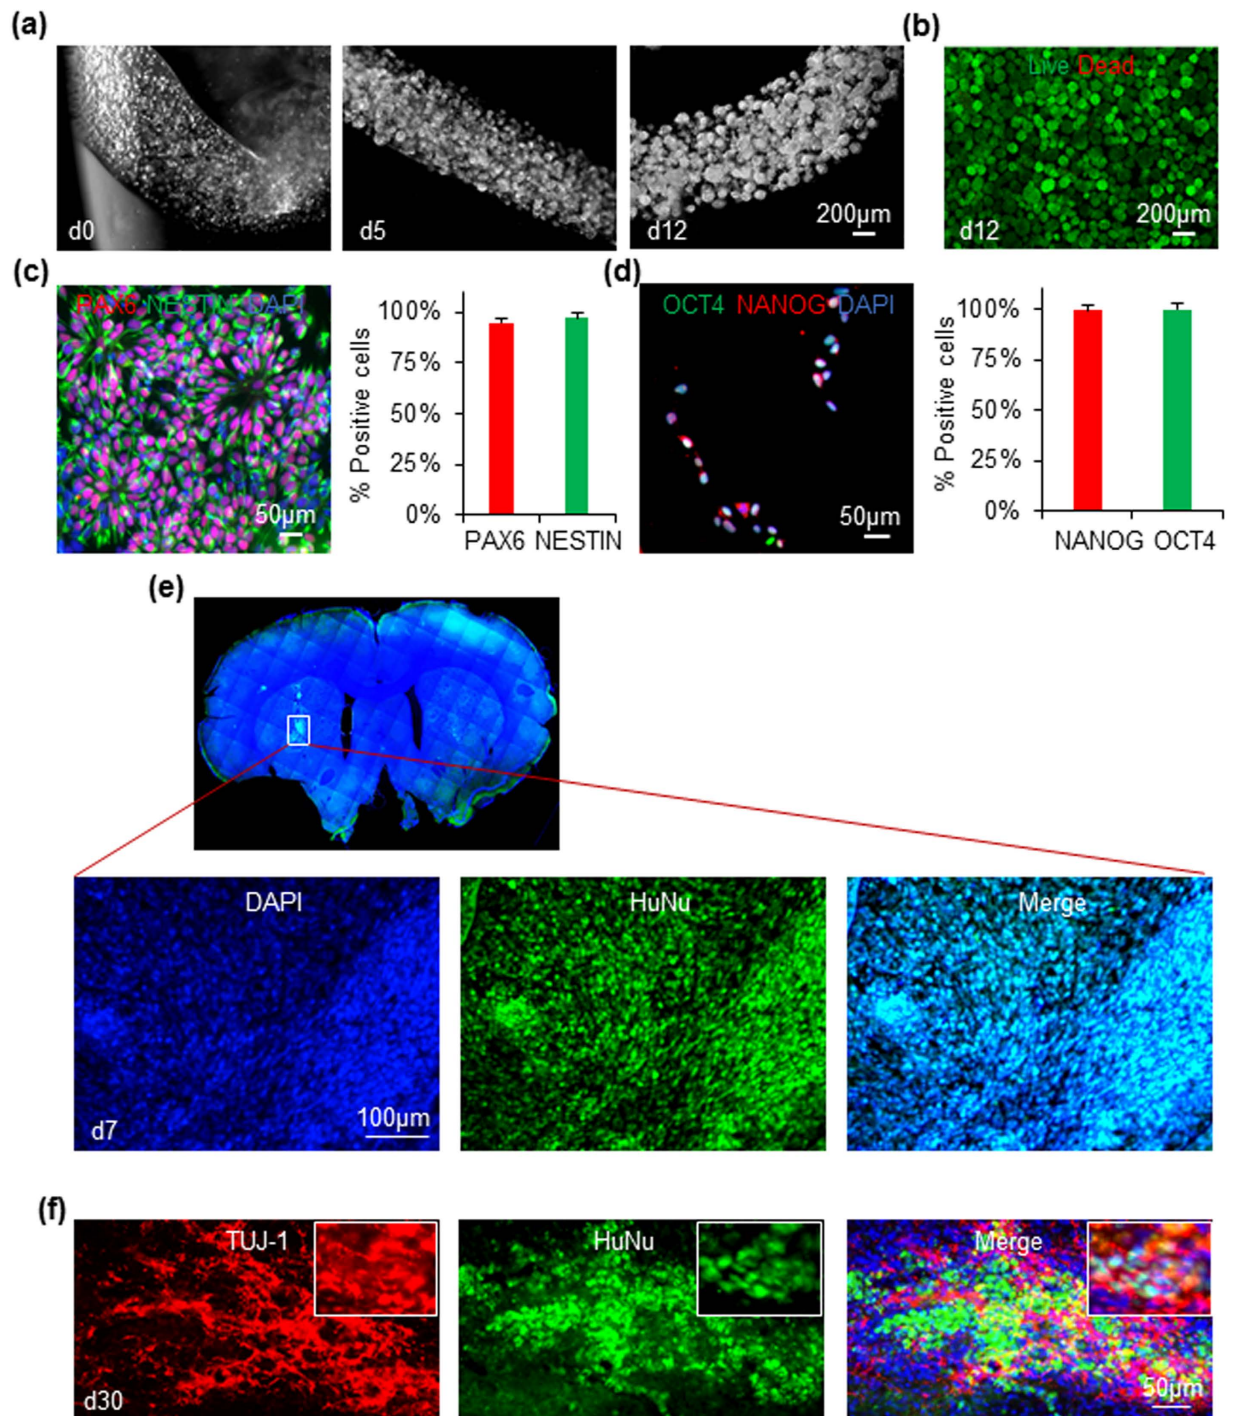 (a)
d0
d5
d12
200µm
(b)
Live Dead
d12
200µm
(c)
PAX6 NESTIN DAPI
50µm
% Positive cells
100%
75%
50%
25%
0%
PAX6 NESTIN
(d)
OCT4 NANOG DAPI
50µm
% Positive cells
100%
75%
50%
25%
0%
NANOG OCT4
(e)
DAPI
d7
100µm
HuNu
Merge
(f)
TUJ-1
d30
HuNu
Merge
50µm